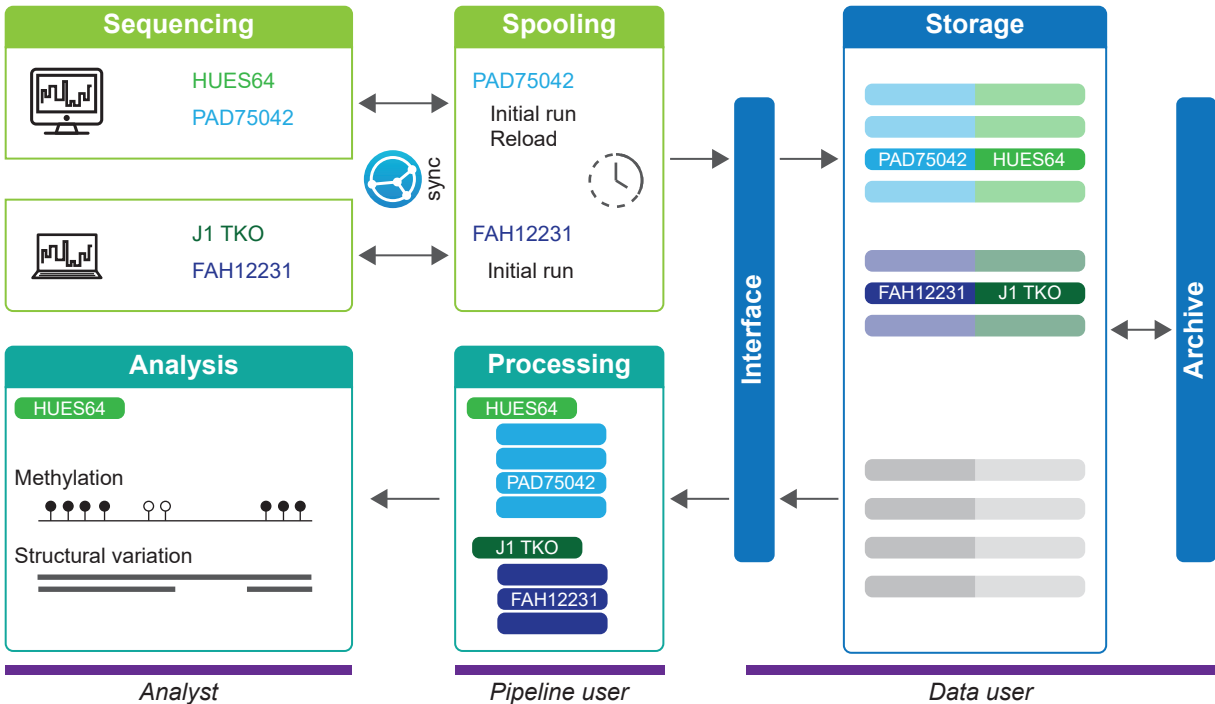 Sequencing
HUES64
PAD75042
J1 TKO
FAH12231
sync
Spooling
PAD75042
Initial run
Reload
FAH12231
Initial run
Interface
Storage
PAD75042 HUES64
FAH12231 J1 TKO
Archive
Analysis
HUES64
Methylation
Structural variation
Processing
HUES64
PAD75042
J1 TKO
FAH12231
Analyst
Pipeline user
Data user